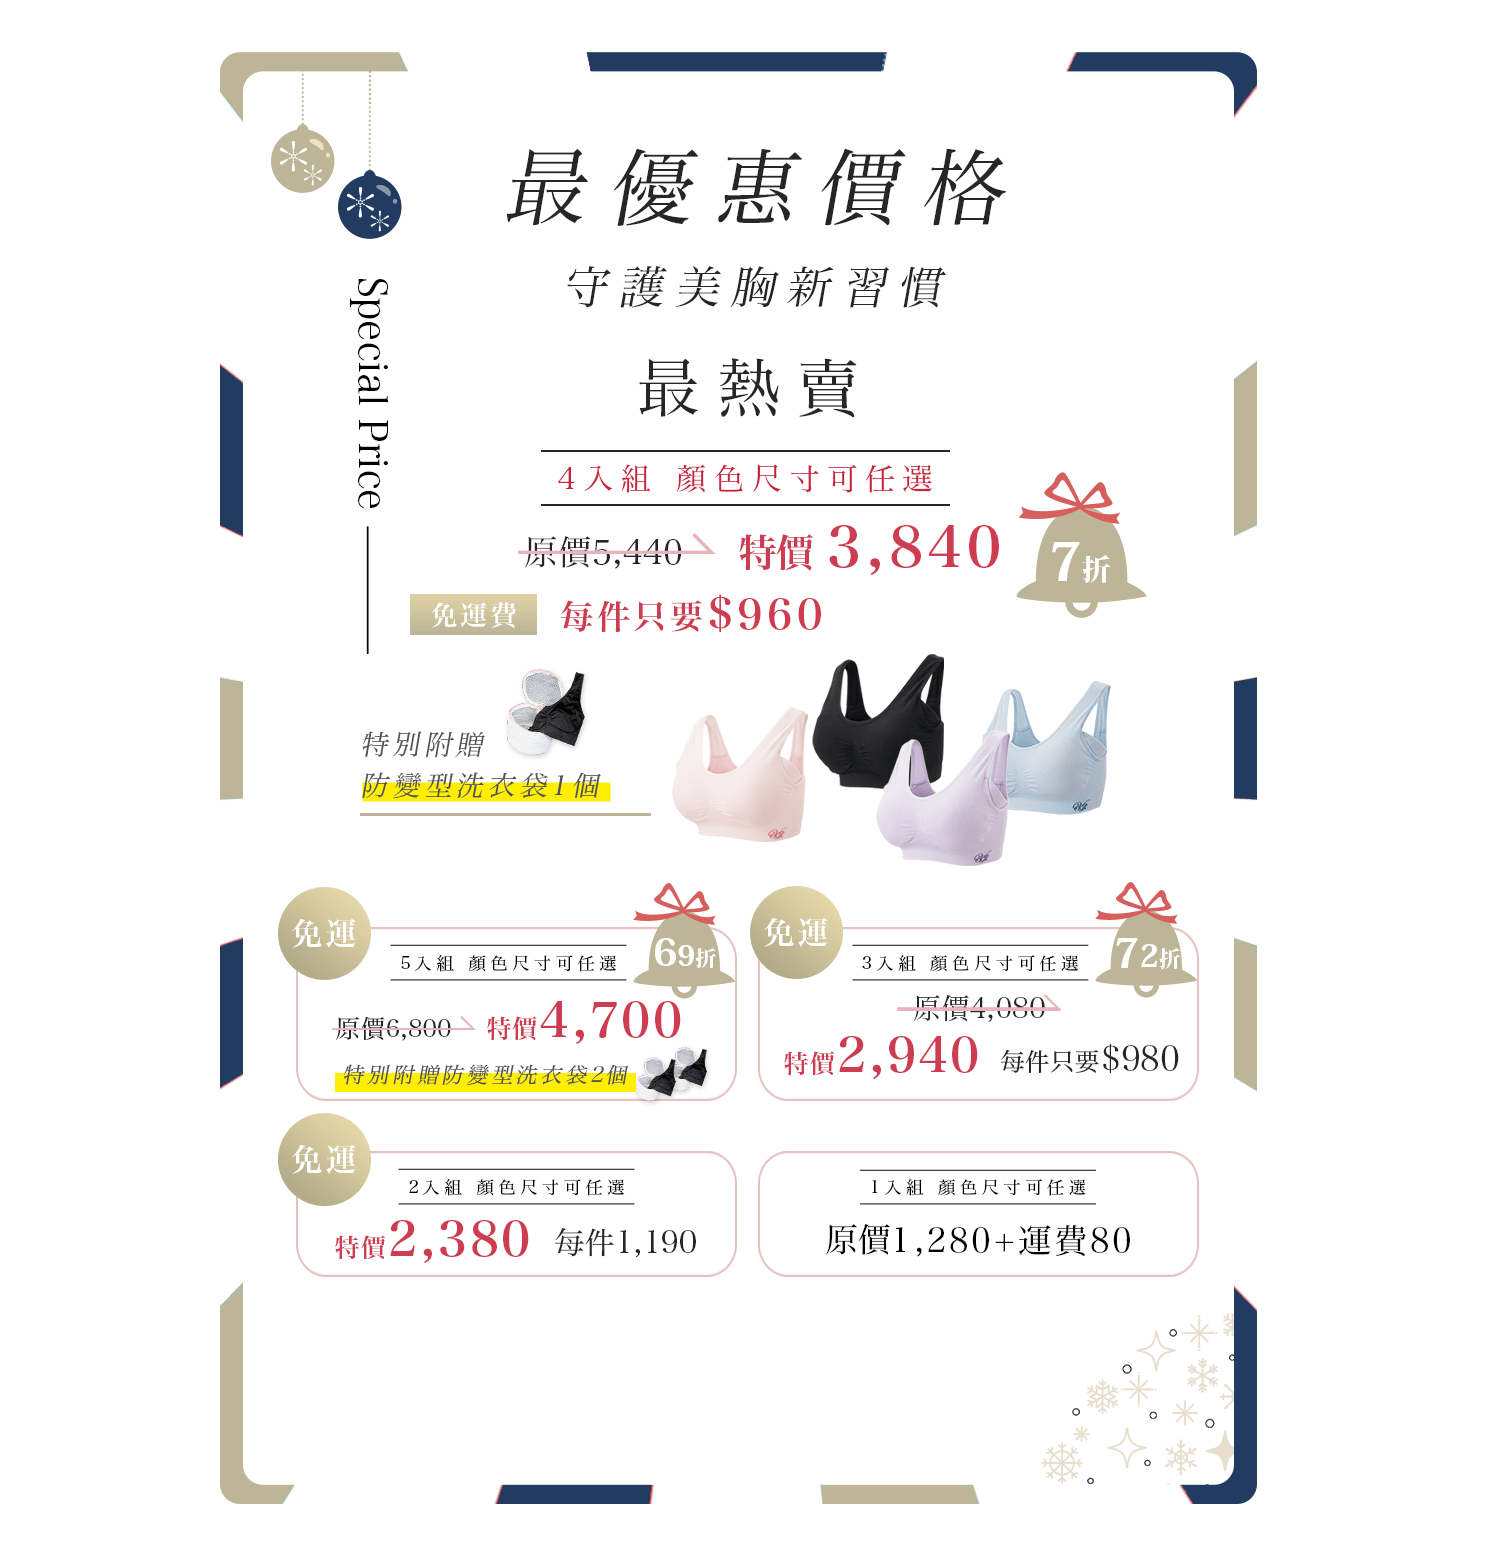 最優惠價格
守護美胸新習慣
Special Price
最熱賣
4入組 顏色尺寸可任選
原價5,440 特價 3,840
7折
免運費 每件只要$960
特別附贈
防變型洗衣袋1個
免運
69折
5入組 顏色尺寸可任選
原價6,800 特價4,700
特別附贈防變型洗衣袋2個
免運
72折
3入組 顏色尺寸可任選
原價4,080
特價2,940 每件只要$980
免運
2入組 顏色尺寸可任選
特價2,380 每件1,190
1入組 顏色尺寸可任選
原價1,280+運費80